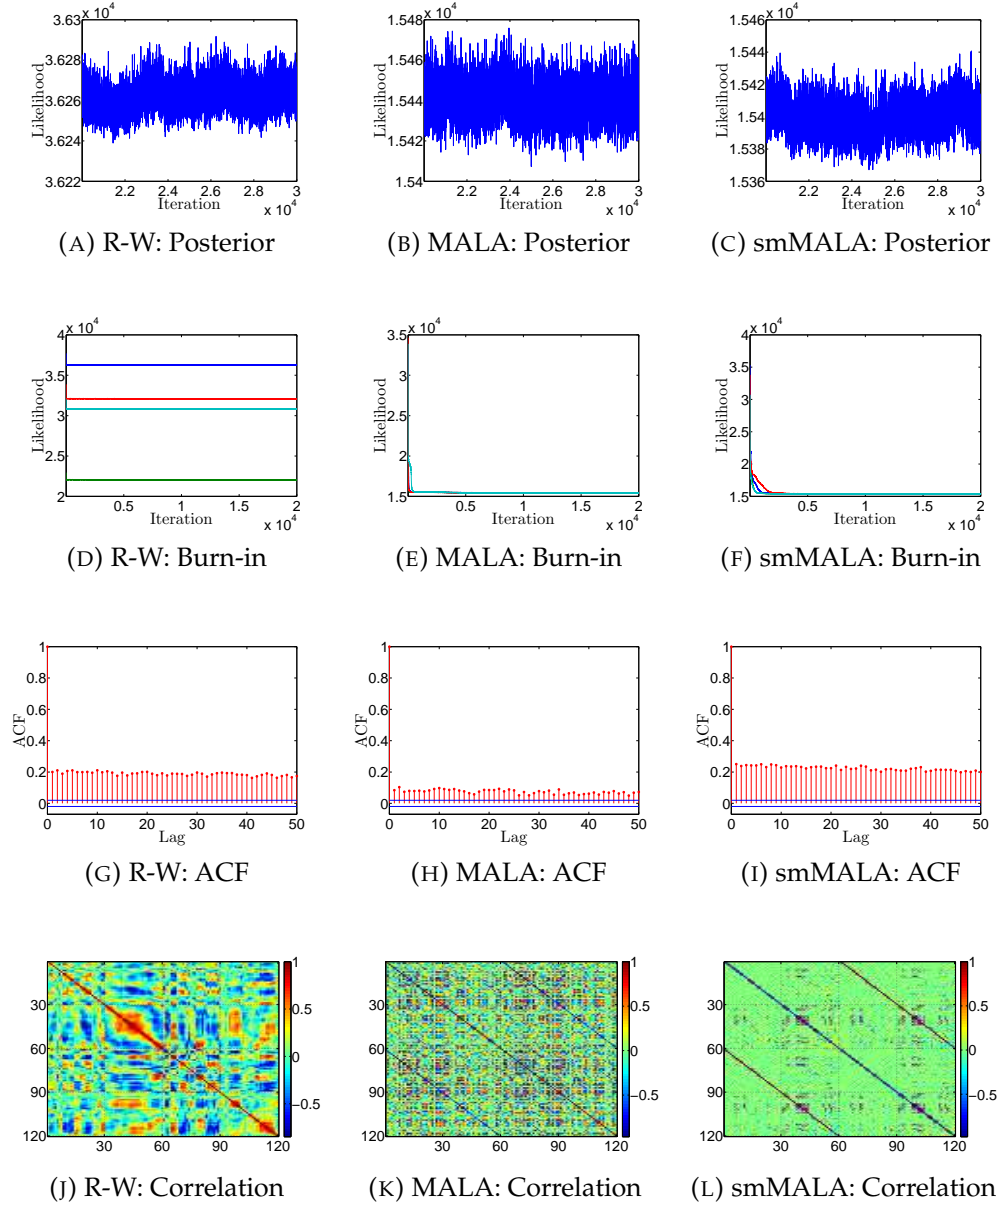 x 10^4
x 10^4
x 10^4
3.63
3.628
3.626
3.624
3.622
Likelihood
2.2 2.4 2.6 2.8 3
Iteration
x 10^4
1.548
1.546
1.544
1.542
1.54
Likelihood
2.2 2.4 2.6 2.8 3
Iteration
x 10^4
1.546
1.544
1.542
1.54
1.538
1.536
Likelihood
2.2 2.4 2.6 2.8 3
Iteration
x 10^4
(A) R-W: Posterior
(B) MALA: Posterior
(C) smMALA: Posterior
x 10^4
4
3.5
3
2.5
2
Likelihood
0.5 1 1.5 2
Iteration
x 10^4
x 10^4
3.5
3
2.5
2
1.5
Likelihood
0.5 1 1.5 2
Iteration
x 10^4
x 10^4
4
3.5
3
2.5
2
1.5
Likelihood
0.5 1 1.5 2
Iteration
x 10^4
(D) R-W: Burn-in
(E) MALA: Burn-in
(F) smMALA: Burn-in
1
0.8
0.6
0.4
0.2
0
ACF
0 10 20 30 40 50
Lag
1
0.8
0.6
0.4
0.2
0
ACF
0 10 20 30 40 50
Lag
1
0.8
0.6
0.4
0.2
0
ACF
0 10 20 30 40 50
Lag
(G) R-W: ACF
(H) MALA: ACF
(I) smMALA: ACF
30
60
90
120
30 60 90 120
1
0.5
0
−0.5
30
60
90
120
30 60 90 120
1
0.5
0
−0.5
30
60
90
120
30 60 90 120
1
0.5
0
−0.5
(J) R-W: Correlation
(K) MALA: Correlation
(L) smMALA: Correlation